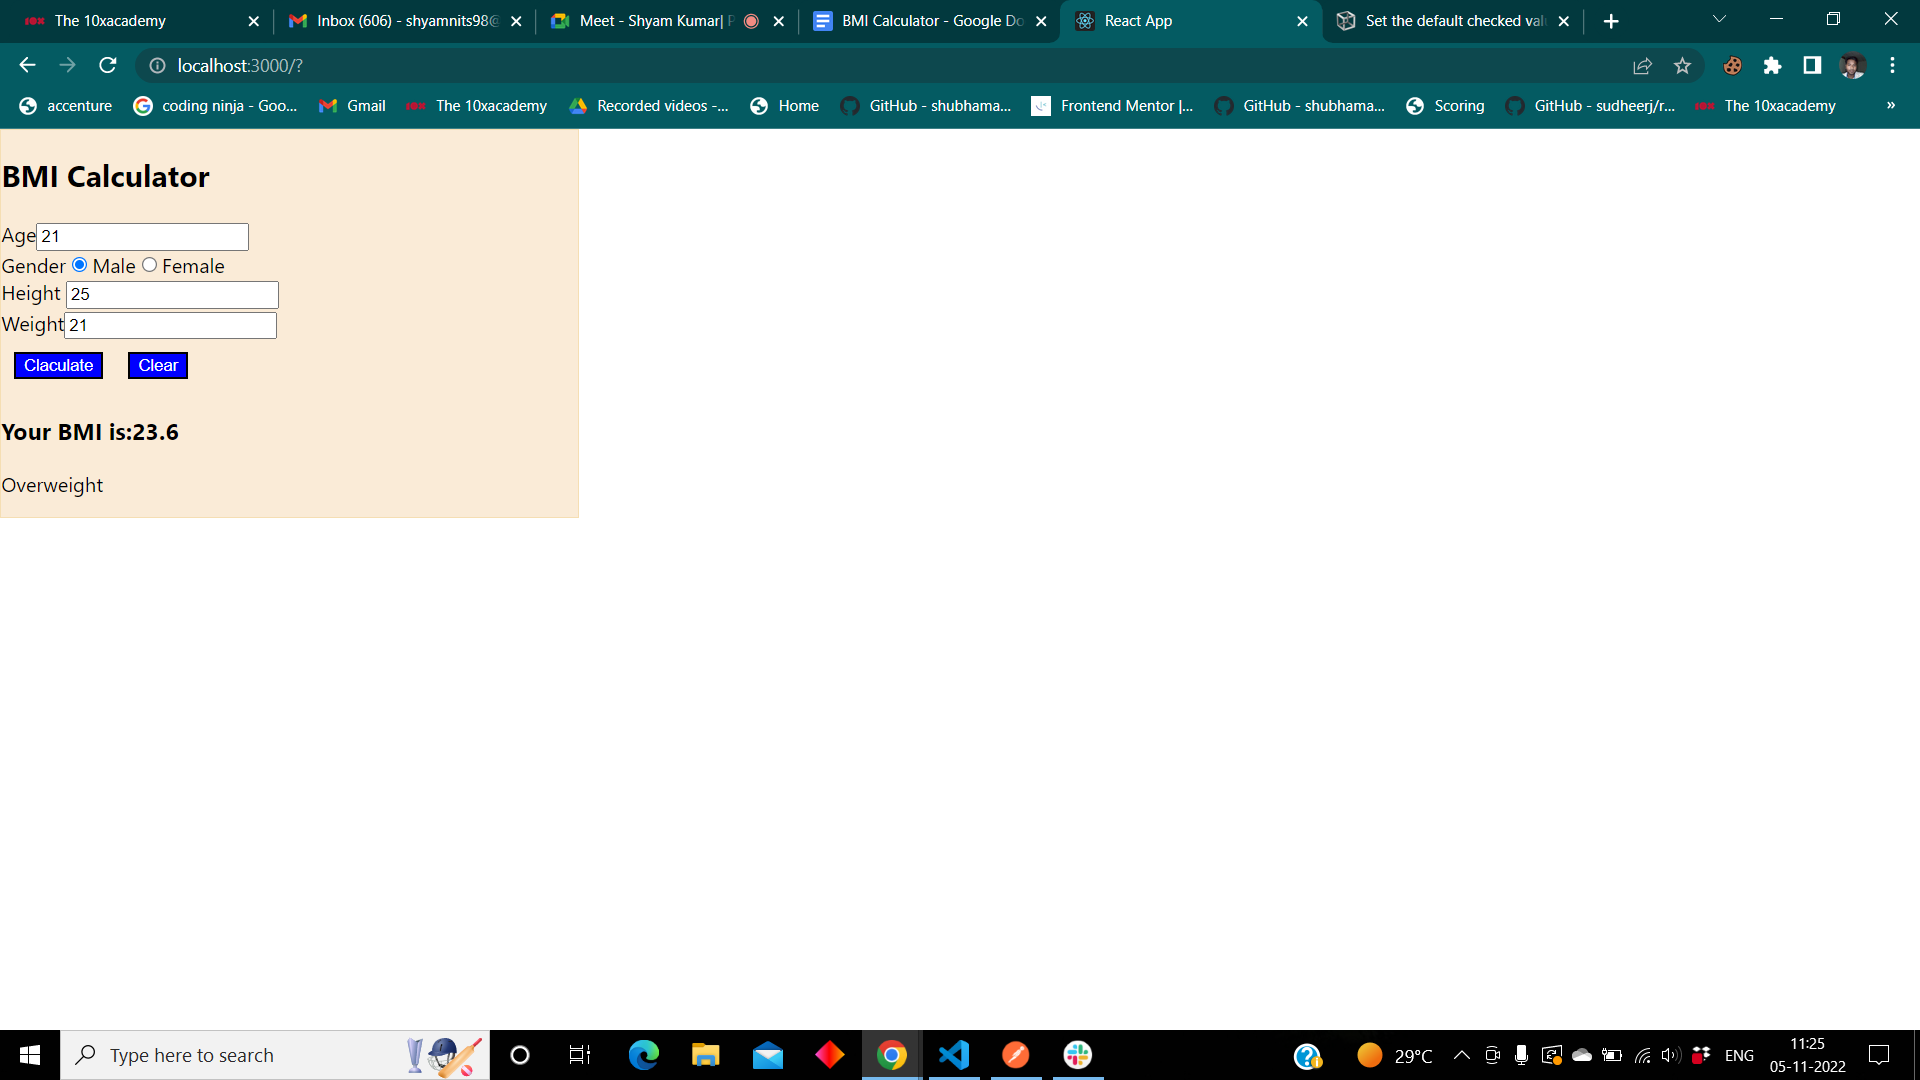 The 10xacademy
Inbox (606) - shyamnits98@
Meet - Shyam Kumar| P
BMI Calculator - Google Do
React App
Set the default checked val
localhost:3000/?
accenture
coding ninja - Goo...
Gmail
The 10xacademy
Recorded videos -...
Home
GitHub - shubhama...
Frontend Mentor |...
GitHub - shubhama...
Scoring
GitHub - sudheerj/r...
The 10xacademy
»
BMI Calculator
Age 21
Gender Male Female
Height 25
Weight 21
Claculate Clear
Your BMI is:23.6
Overweight
Type here to search
29°C
ENG
11:25
05-11-2022